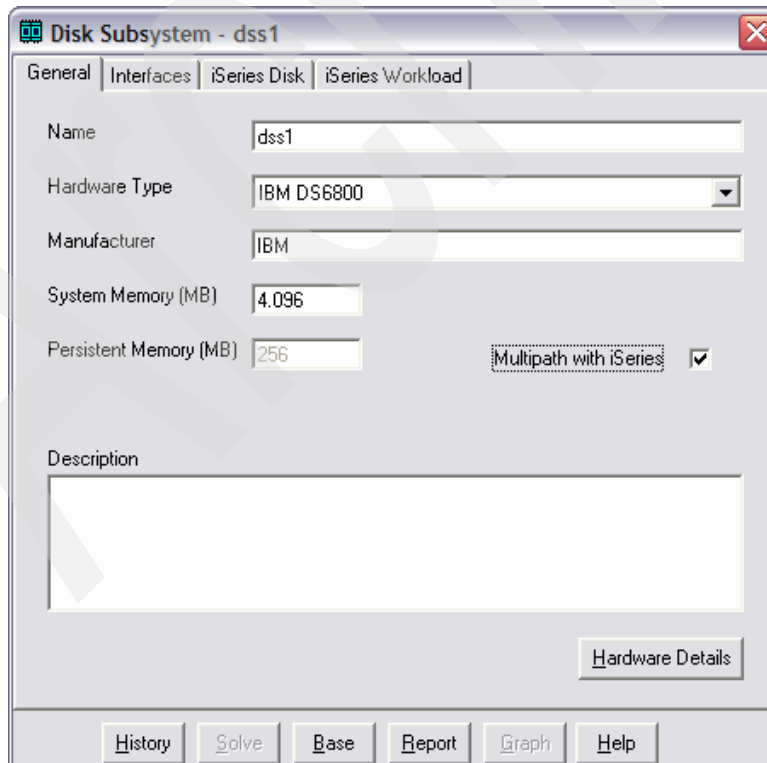 Disk Subsystem - dss1
General Interfaces iSeries Disk iSeries Workload
Name dss1
Hardware Type IBM DS6800
Manufacturer IBM
System Memory (MB) 4.096
Persistent Memory (MB) 256 Multipath with iSeries
Description
Hardware Details
History Solve Base Report Graph Help